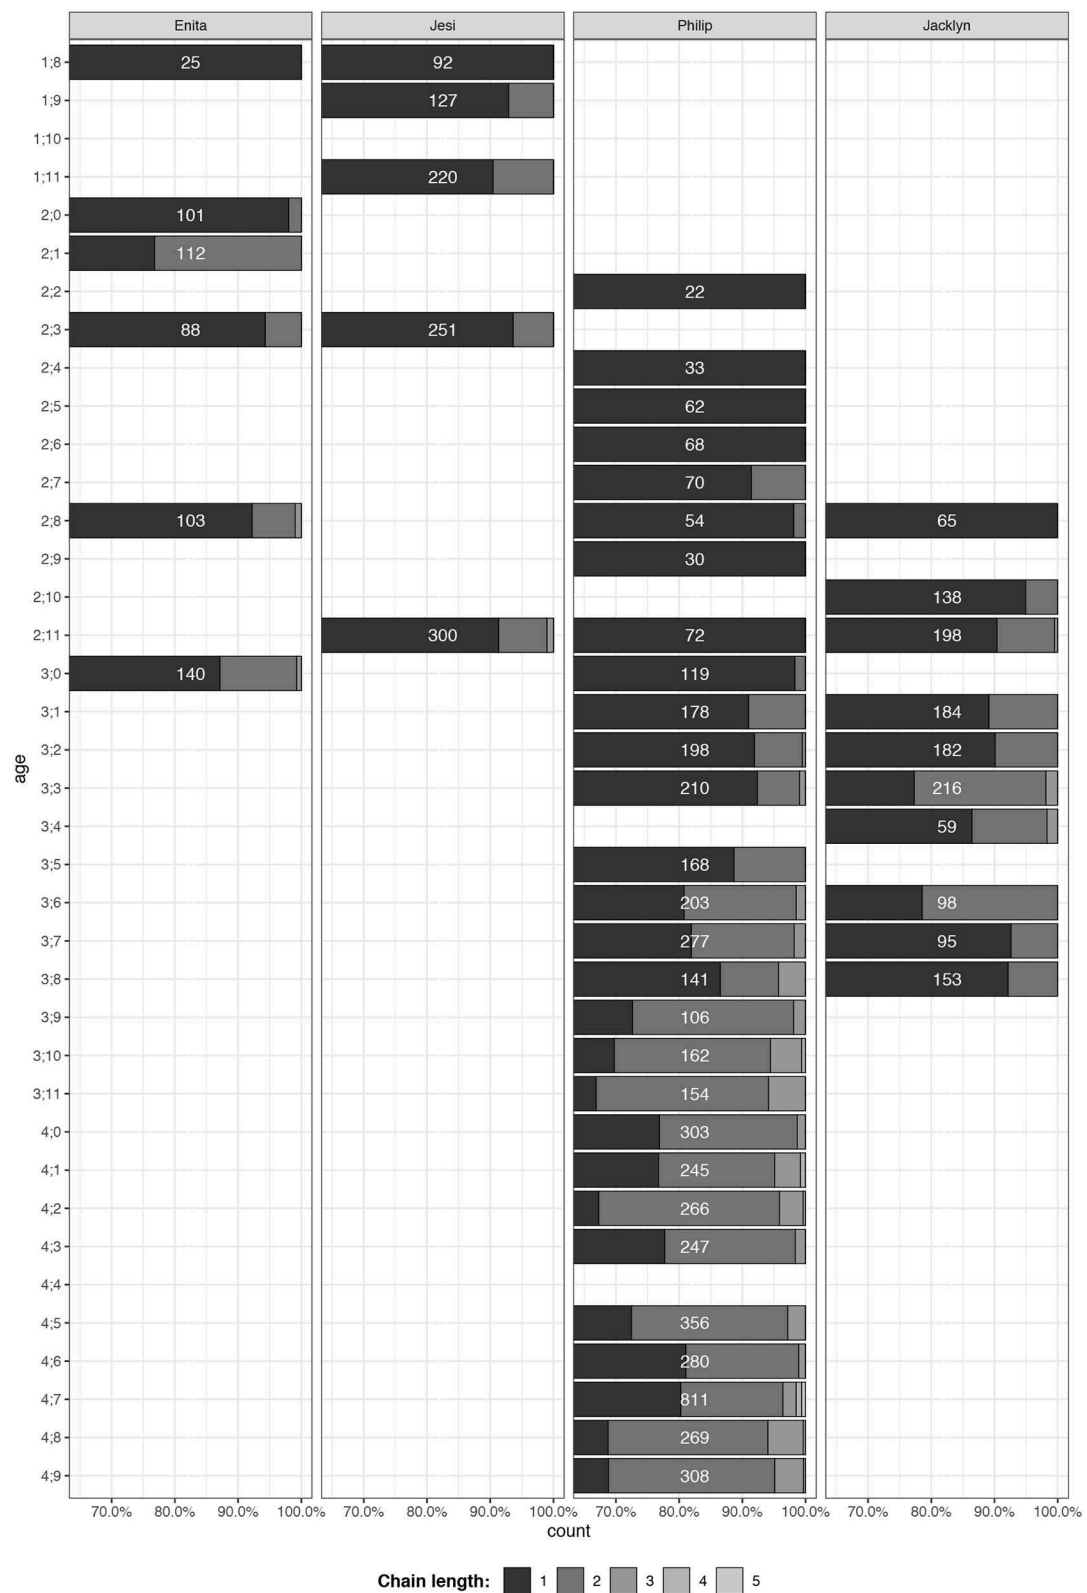 Enita Jesi Philip Jacklyn
1;8 25 92
1;9 127
1;10
1;11 220
2;0 101
2;1 112
2;2 22
2;3 88 251
2;4 33
2;5 62
2;6 68
2;7 70
2;8 103 54 65
2;9 30
2;10 138
2;11 300 72 198
3;0 140 119
3;1 178 184
3;2 198 182
age
3;3 210 216
3;4 59
3;5 168
3;6 203 98
3;7 277 95
3;8 141 153
3;9 106
3;10 162
3;11 154
4;0 303
4;1 245
4;2 266
4;3 247
4;4
4;5 356
4;6 280
4;7 811
4;8 269
4;9 308
70.0% 80.0% 90.0% 100.0% 70.0% 80.0% 90.0% 100.0% 70.0% 80.0% 90.0% 100.0% 70.0% 80.0% 90.0% 100.0%
count
Chain length: 1 2 3 4 5